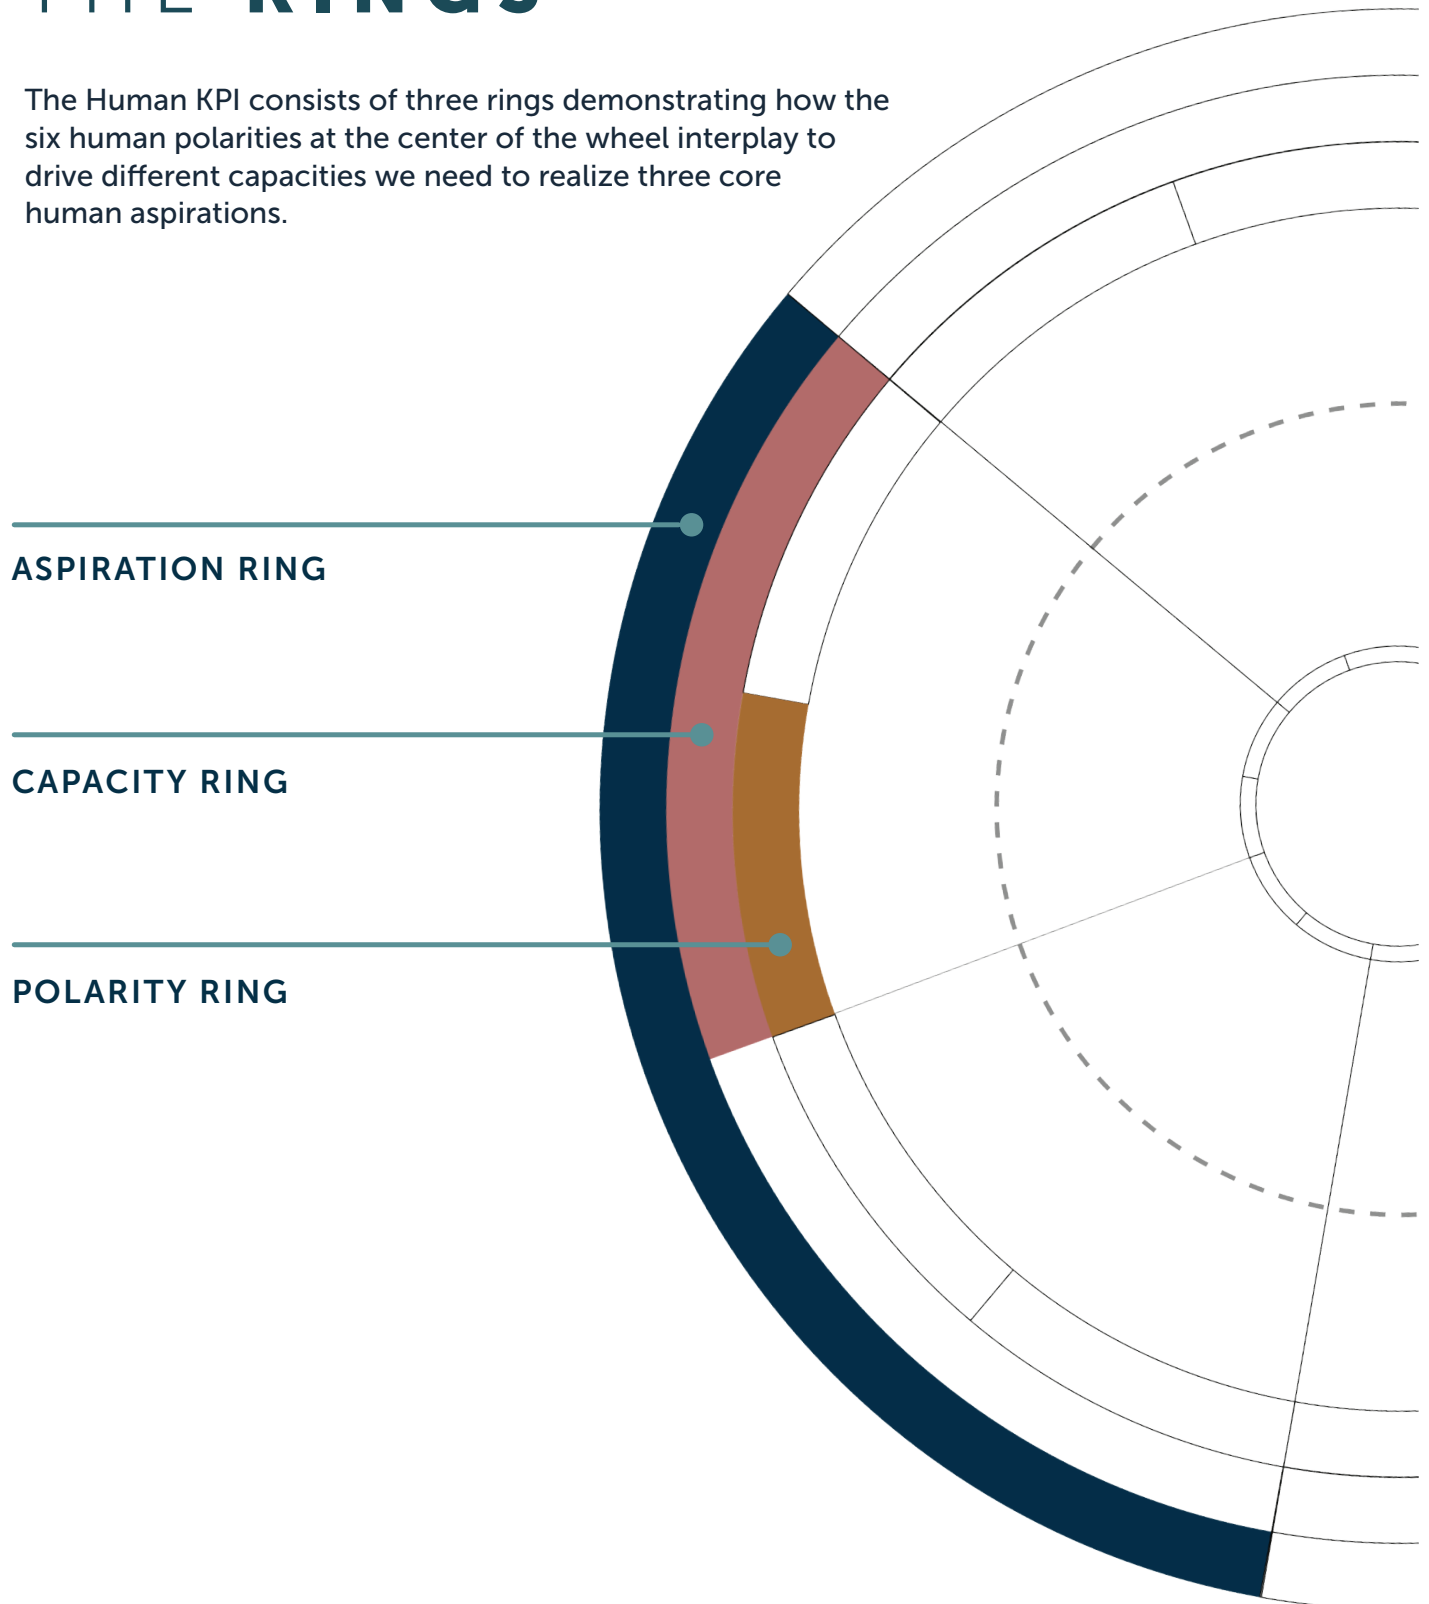 THE RINGS
The Human KPI consists of three rings demonstrating how the
six human polarities at the center of the wheel interplay to
drive different capacities we need to realize three core
human aspirations.
ASPIRATION RING
CAPACITY RING
POLARITY RING